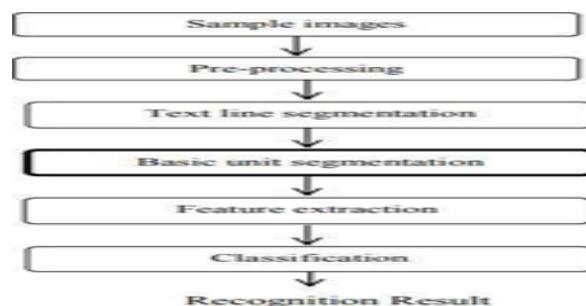 Sample images
Pre-processing
Text line segmentation
Basic unit segmentation
Feature extraction
Classification
Recognition Result